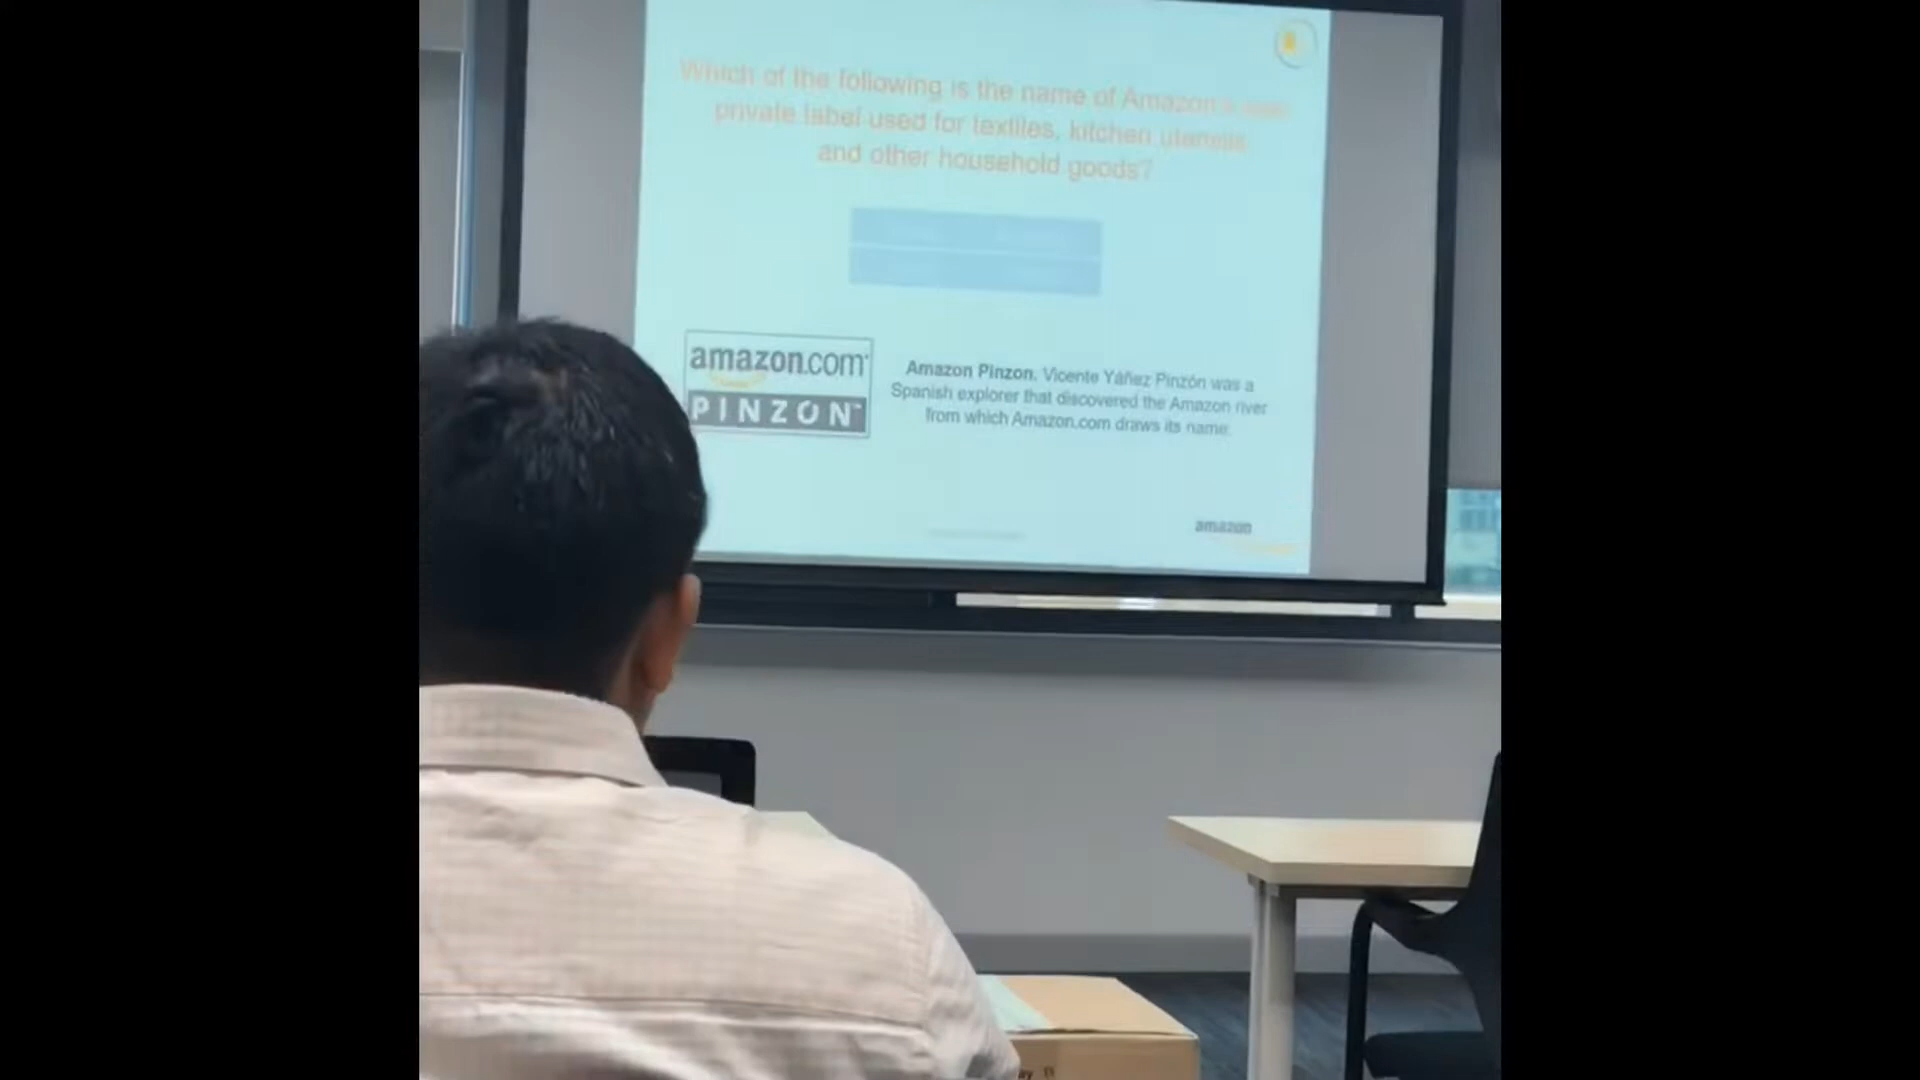 Which of the following is the name of Amazon's own
private label used for textiles, kitchen utensils,
and other household goods?
amazon.com
PINZON™
Amazon Pinzon. Vicente Yáñez Pinzón was a
Spanish explorer that discovered the Amazon river
from which Amazon.com draws its name.
amazon